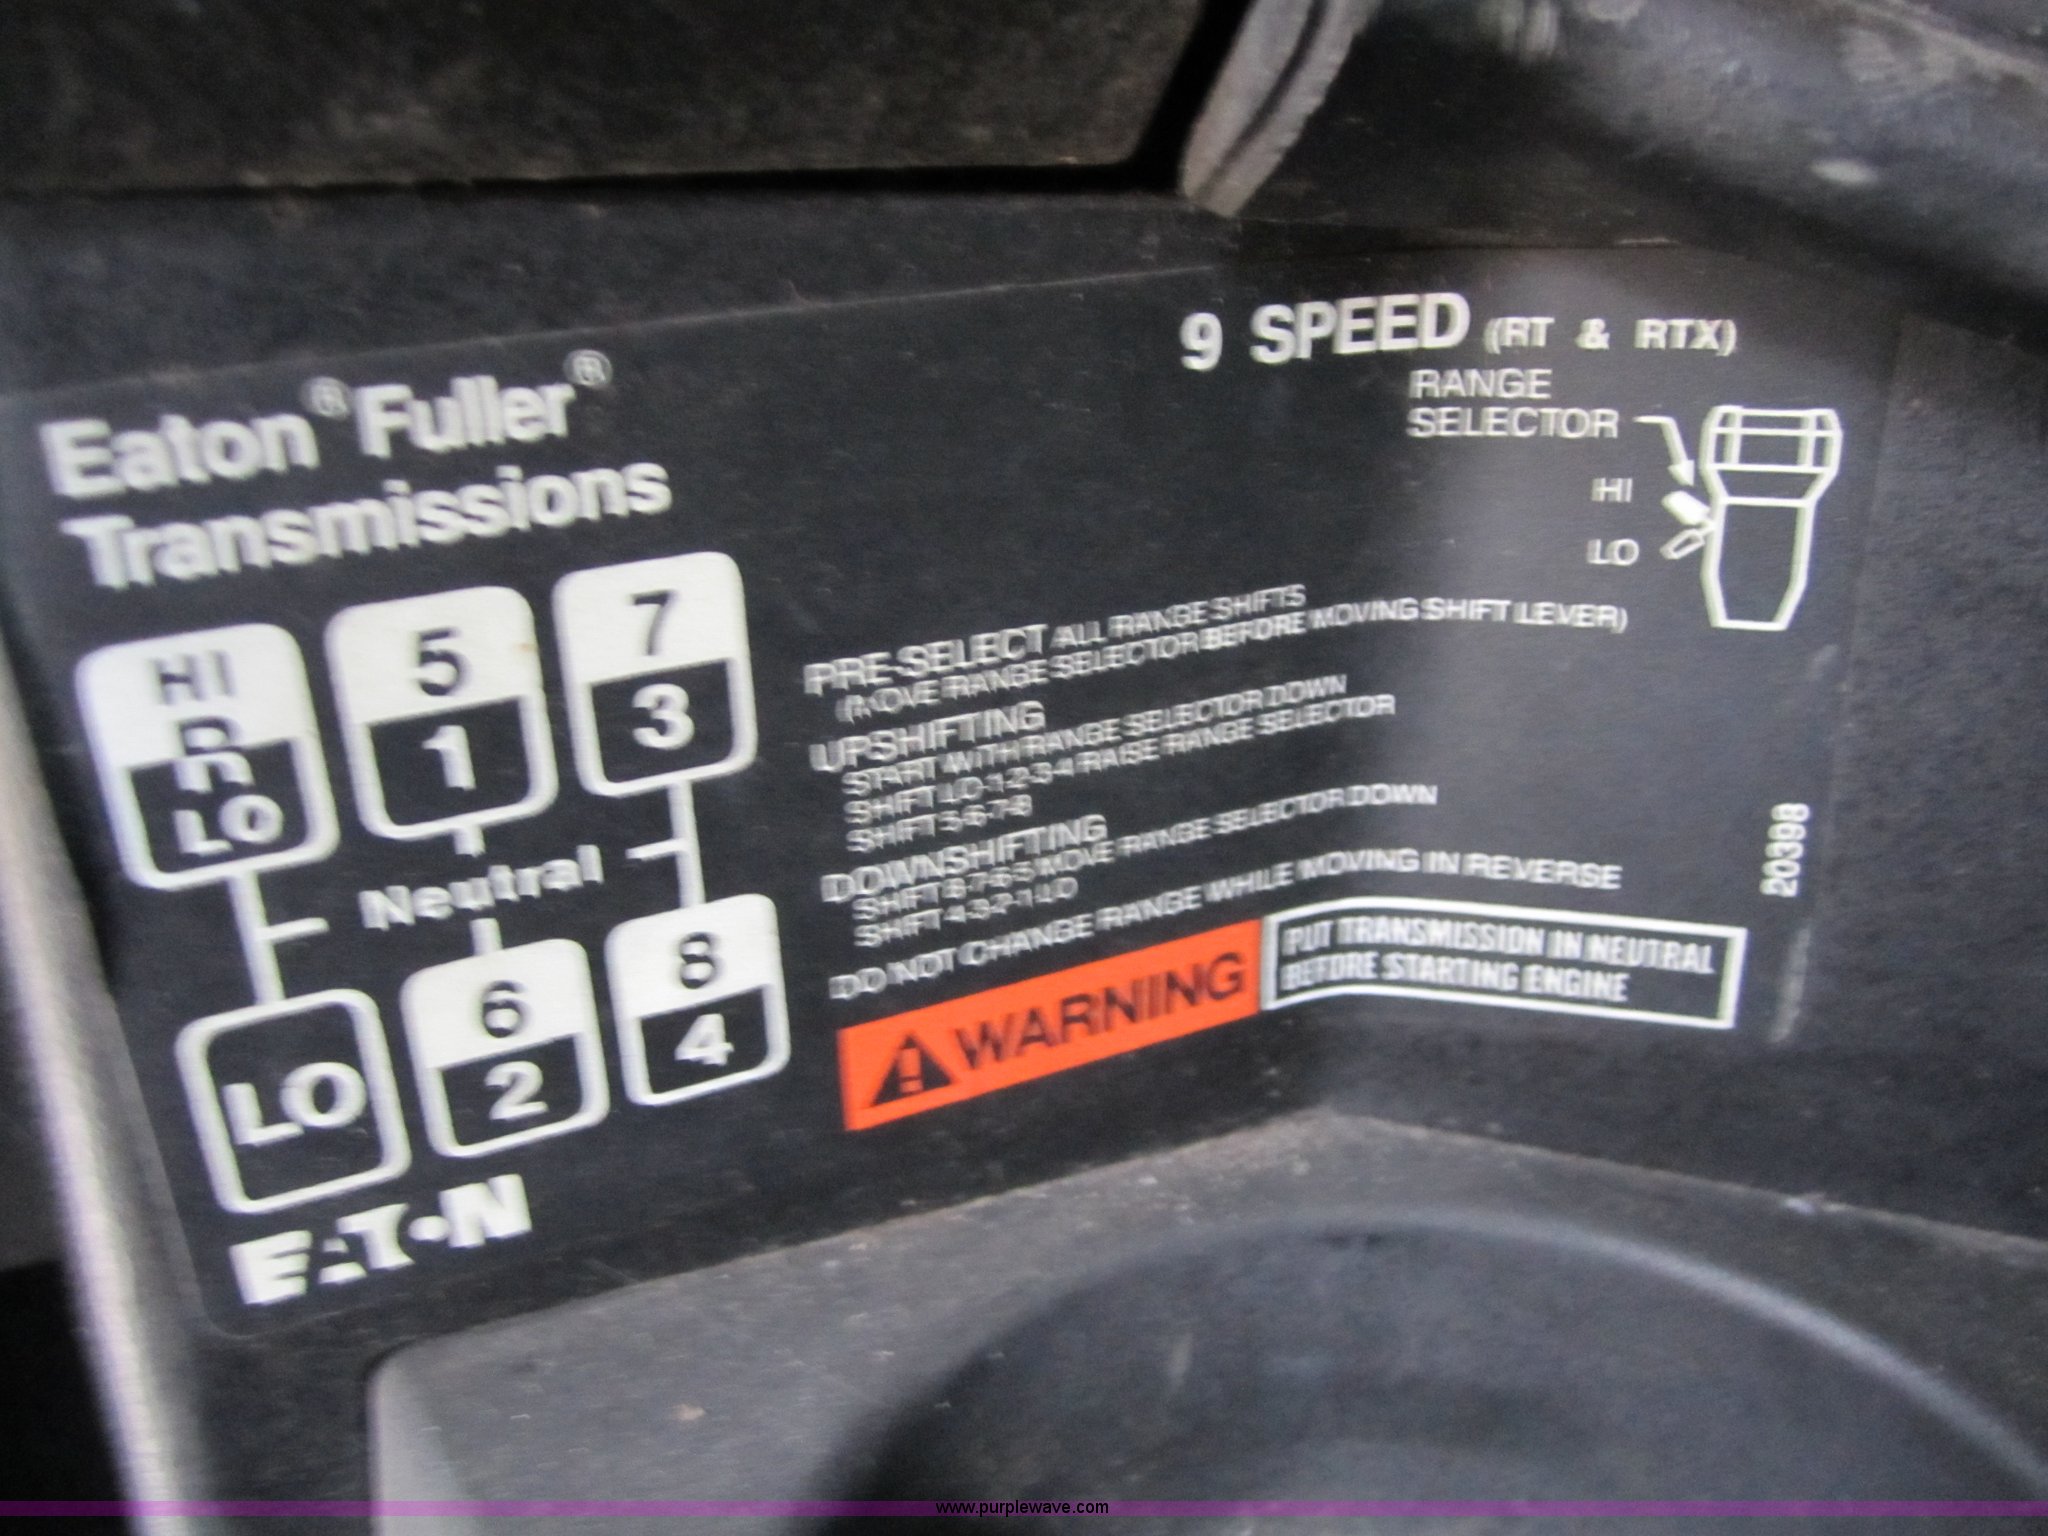 Eaton® Fuller®
Transmissions
9 SPEED (RT & RTX)
RANGE
SELECTOR
HI
LO
HI
R
LO
5
1
7
3
Neutral
LO
6
2
8
4
EATON
PRE-SELECT ALL RANGE SHIFTS
(MOVE RANGE SELECTOR BEFORE MOVING SHIFT LEVER)
UPSHIFTING
START WITH RANGE SELECTOR DOWN
SHIFT LO-1-2-3-4 RAISE RANGE SELECTOR
SHIFT 5-6-7-8
DOWNSHIFTING
SHIFT 8-7-6-5 MOVE RANGE SELECTOR DOWN
SHIFT 4-3-2-1-LO
DO NOT CHANGE RANGE WHILE MOVING IN REVERSE
WARNING
PUT TRANSMISSION IN NEUTRAL
BEFORE STARTING ENGINE
20398
www.purplewave.com